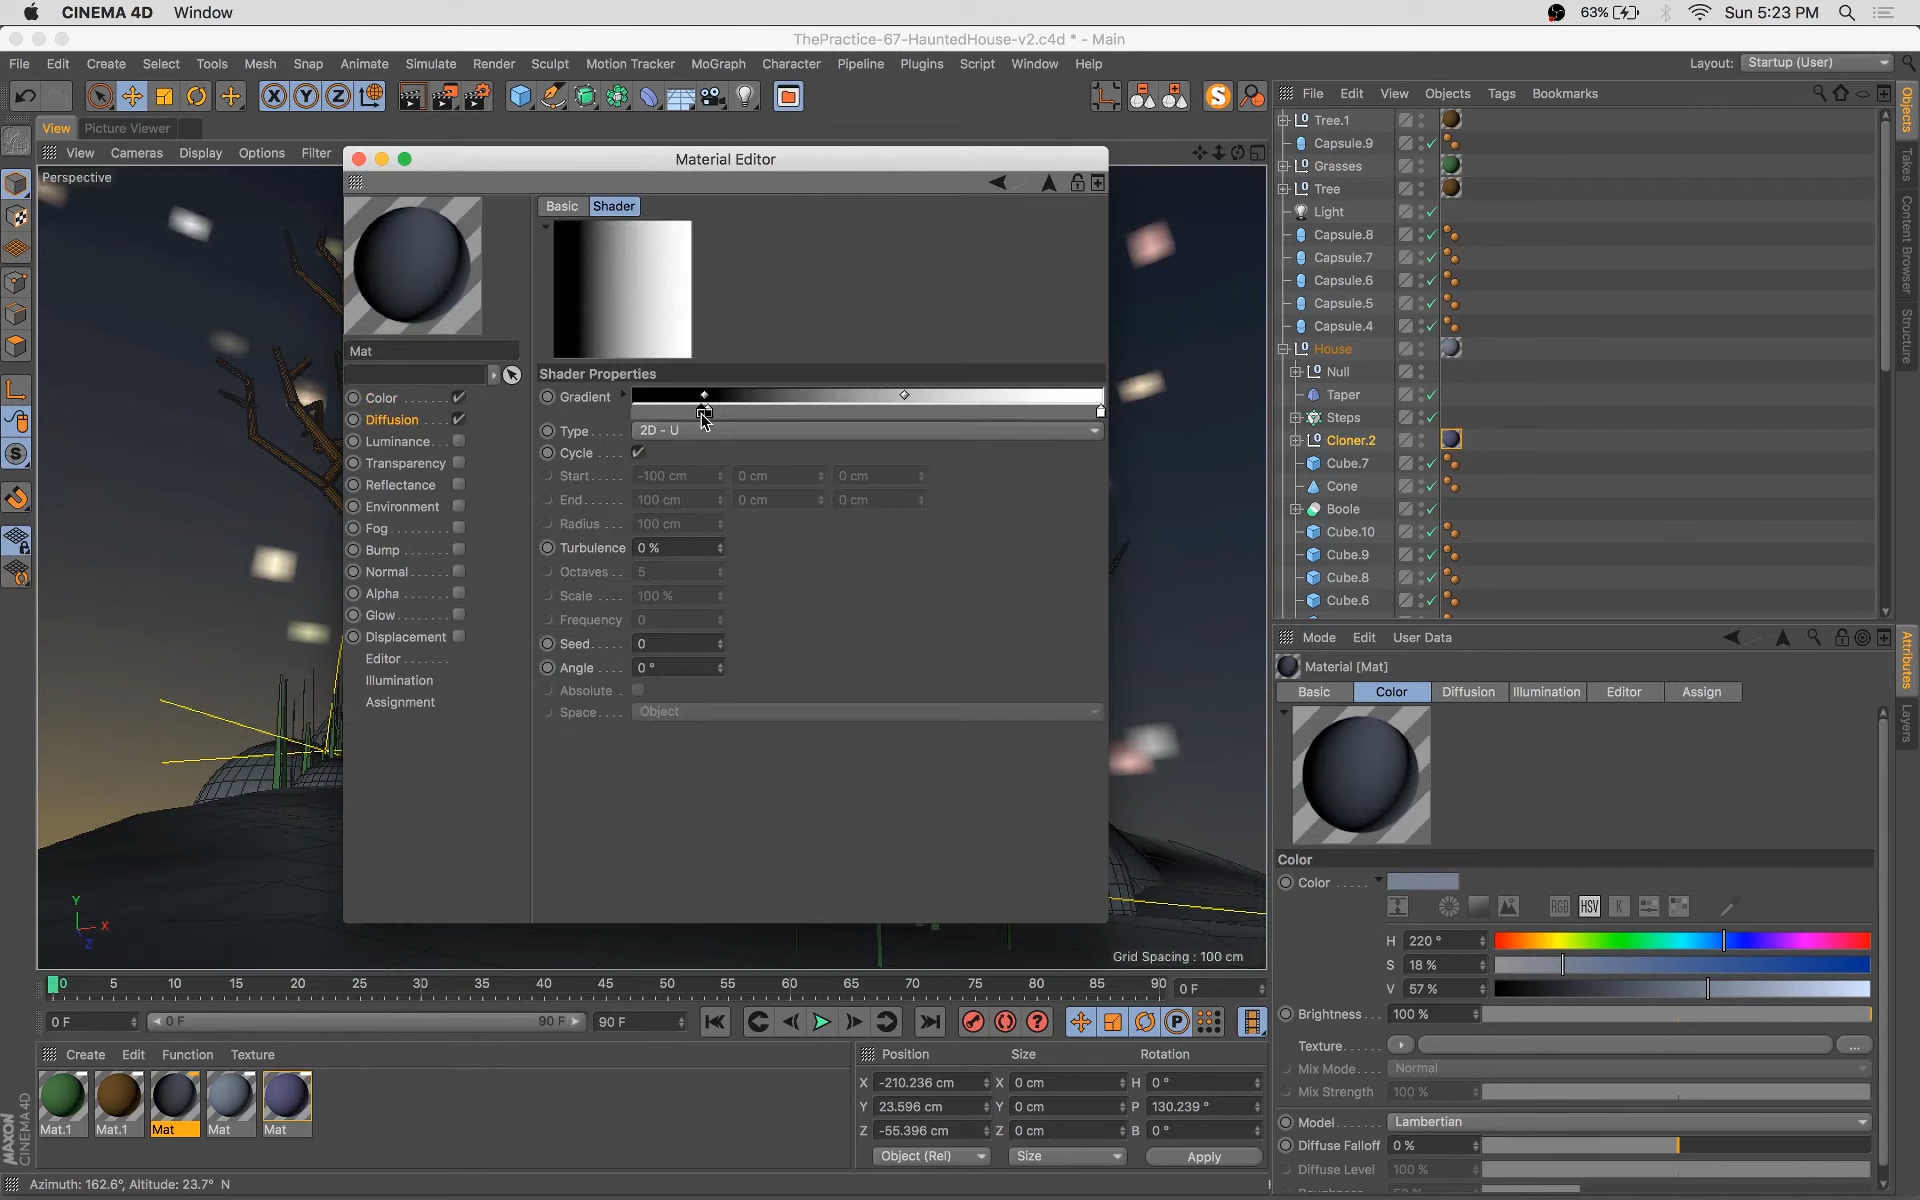 CINEMA 4D Window 63% Sun 5:23 PM
ThePractice-67-HauntedHouse-v2.c4d * - Main
File Edit Create Select Tools Mesh Snap Animate Simulate Render Sculpt Motion Tracker MoGraph Character Pipeline Plugins Script Window Help Layout: Startup (User)
X Y Z
File Edit View Objects Tags Bookmarks
View Picture Viewer
View Cameras Display Options Filter
Perspective
Material Editor
Basic Shader
Mat
Shader Properties
Gradient
Type 2D - U
Cycle
Start -100 cm 0 cm 0 cm
End 100 cm 0 cm 0 cm
Radius 100 cm
Turbulence 0 %
Octaves 5
Scale 100 %
Frequency 0
Seed 0
Angle 0 °
Absolute
Space Object
Color
Diffusion
Luminance
Transparency
Reflectance
Environment
Fog
Bump
Normal
Alpha
Glow
Displacement
Editor
Illumination
Assignment
Tree.1
Capsule.9
Grasses
Tree
Light
Capsule.8
Capsule.7
Capsule.6
Capsule.5
Capsule.4
House
Null
Taper
Steps
Cloner.2
Cube.7
Cone
Boole
Cube.10
Cube.9
Cube.8
Cube.6
Objects
Takes
Content Browser
Structure
Attributes
Layers
Mode Edit User Data
Material [Mat]
Basic Color Diffusion Illumination Editor Assign
Color
Color
RGB HSV K
H 220 °
S 18 %
V 57 %
Brightness 100 %
Texture ...
Mix Mode Normal
Mix Strength 100 %
Model Lambertian
Diffuse Falloff 0 %
Diffuse Level 100 %
Y X Z
Grid Spacing : 100 cm
0 5 10 15 20 25 30 35 40 45 50 55 60 65 70 75 80 85 90 0 F
0 F 0 F 90 F 90 F
Create Edit Function Texture
Mat.1 Mat.1 Mat Mat Mat
Position Size Rotation
X -210.236 cm X 0 cm H 0 °
Y 23.596 cm Y 0 cm P 130.239 °
Z -55.396 cm Z 0 cm B 0 °
Object (Rel) Size Apply
MAXON
CINEMA 4D
Azimuth: 162.6°, Altitude: 23.7° N